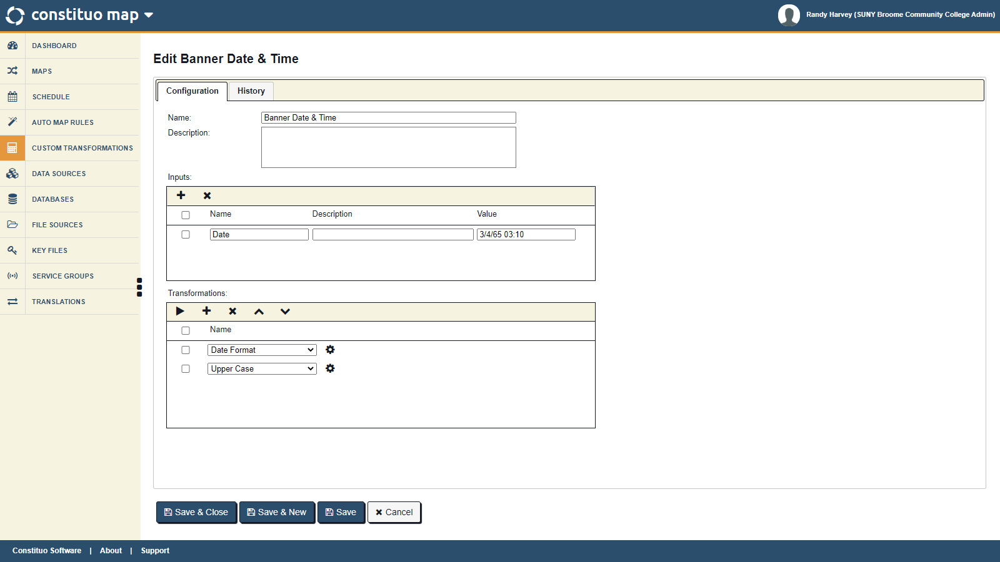 constituo map
Randy Harvey (SUNY Broome Community College Admin)
DASHBOARD
MAPS
SCHEDULE
AUTO MAP RULES
CUSTOM TRANSFORMATIONS
DATA SOURCES
DATABASES
FILE SOURCES
KEY FILES
SERVICE GROUPS
TRANSLATIONS
Edit Banner Date & Time
Configuration History
Name: Banner Date & Time
Description:
Inputs:
Name Description Value
Date 3/4/65 03:10
Transformations:
Name
Date Format
Upper Case
Save & Close Save & New Save Cancel
Constituo Software | About | Support